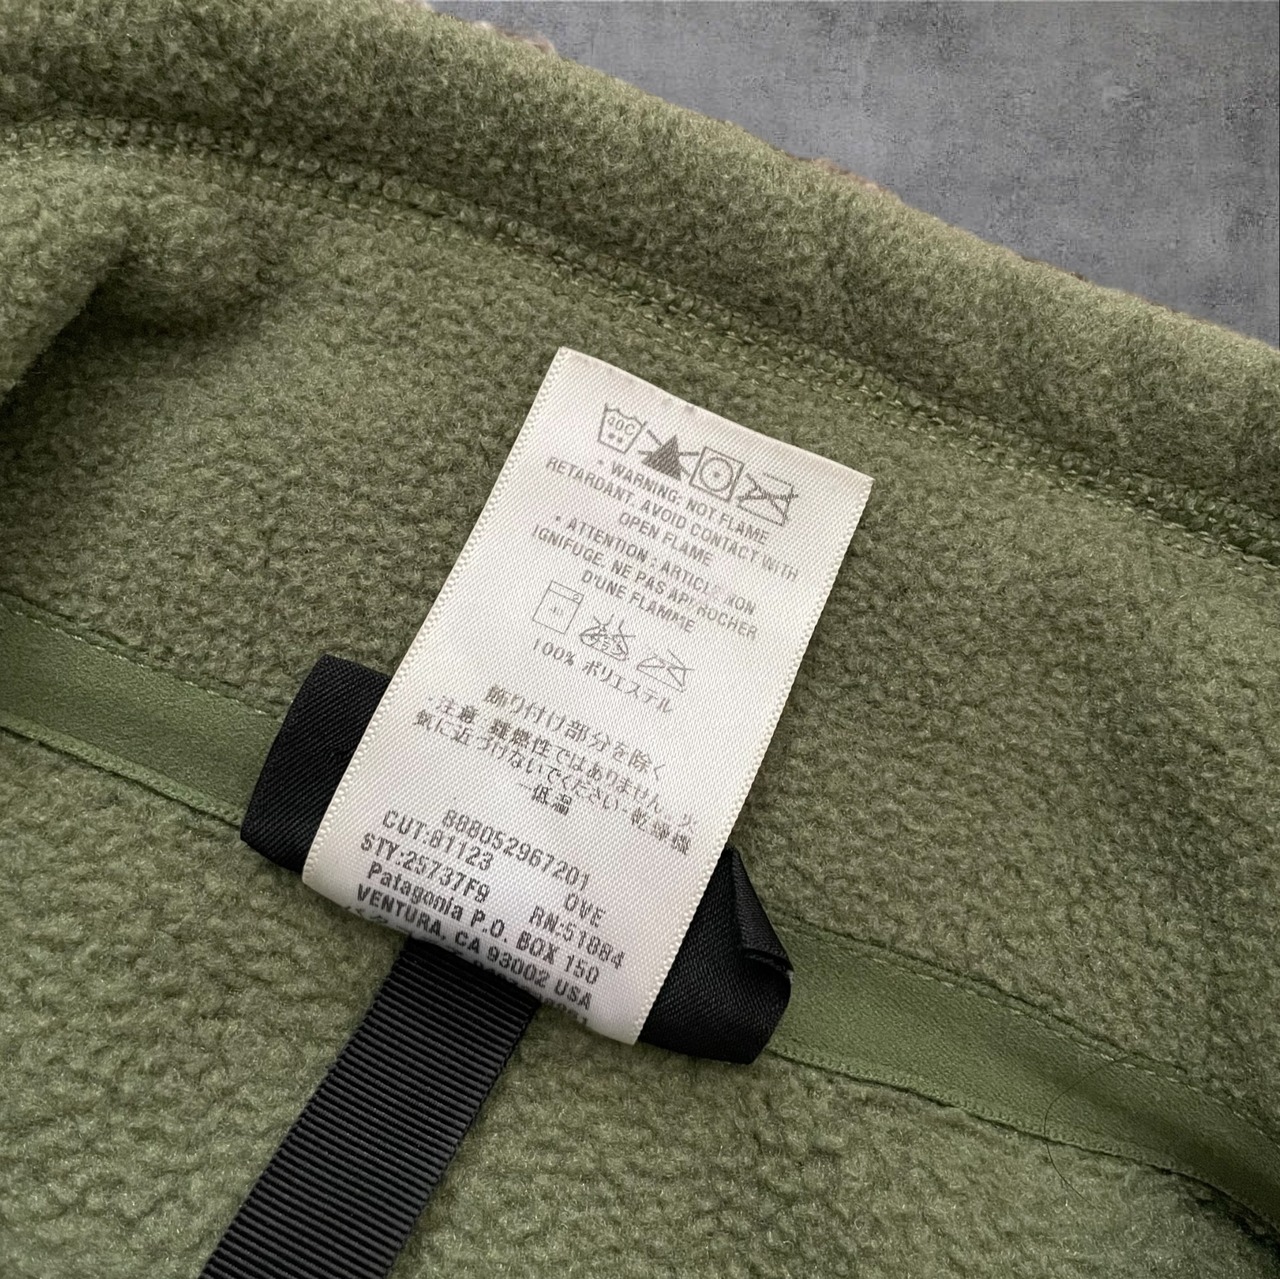 40C
• WARNING: NOT FLAME
RETARDANT. AVOID CONTACT WITH
OPEN FLAME
• ATTENTION : ARTICLE NON
IGNIFUGE. NE PAS APPROCHER
D'UNE FLAMME
100% ポリエステル
飾り付け部分を除く
・注意 難燃性ではありません 火
気に近づけないでください・乾燥機
ー低温
888052967201
CUT:81123
STY:25737F9 OVE
Patagonia P.O. BOX 150 RN:51884
VENTURA, CA 93002 USA